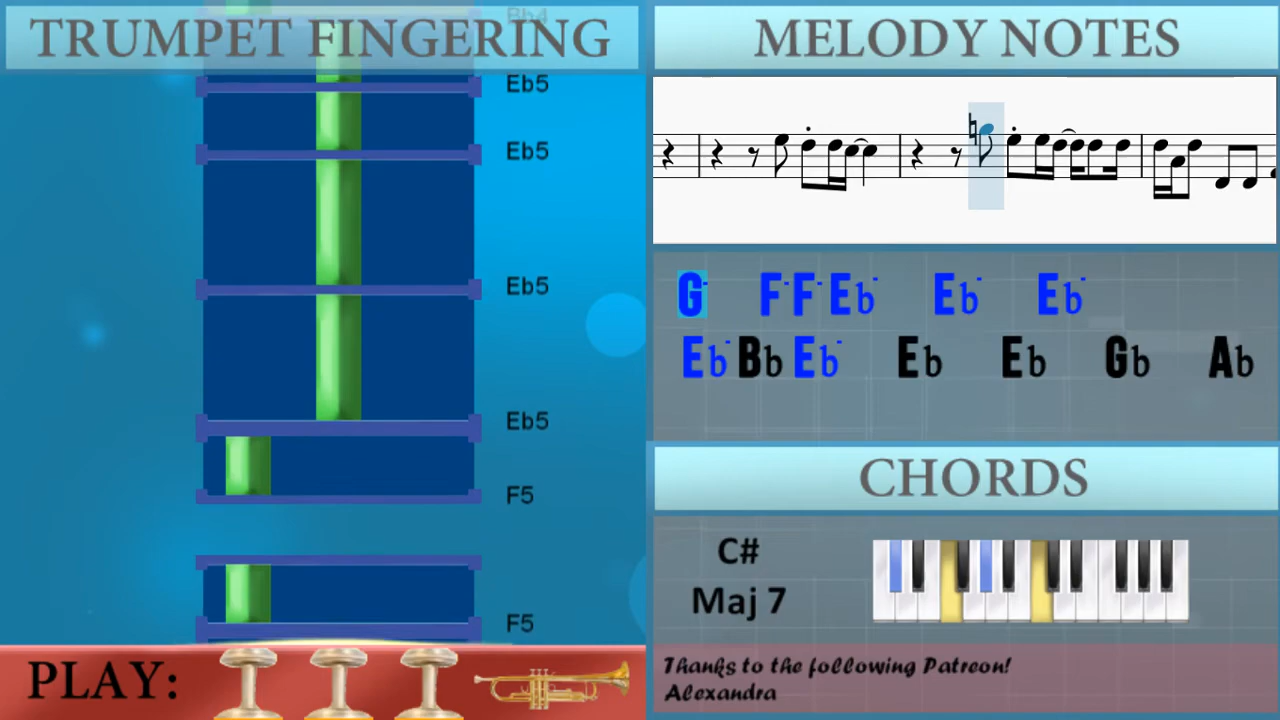 TRUMPET FINGERING
Bb4
Eb5
Eb5
Eb5
Eb5
F5
F5
PLAY:
MELODY NOTES
G F F Eb Eb Eb
Eb Bb Eb Eb Eb Gb Ab
CHORDS
C#
Maj 7
Thanks to the following Patreon!
Alexandra